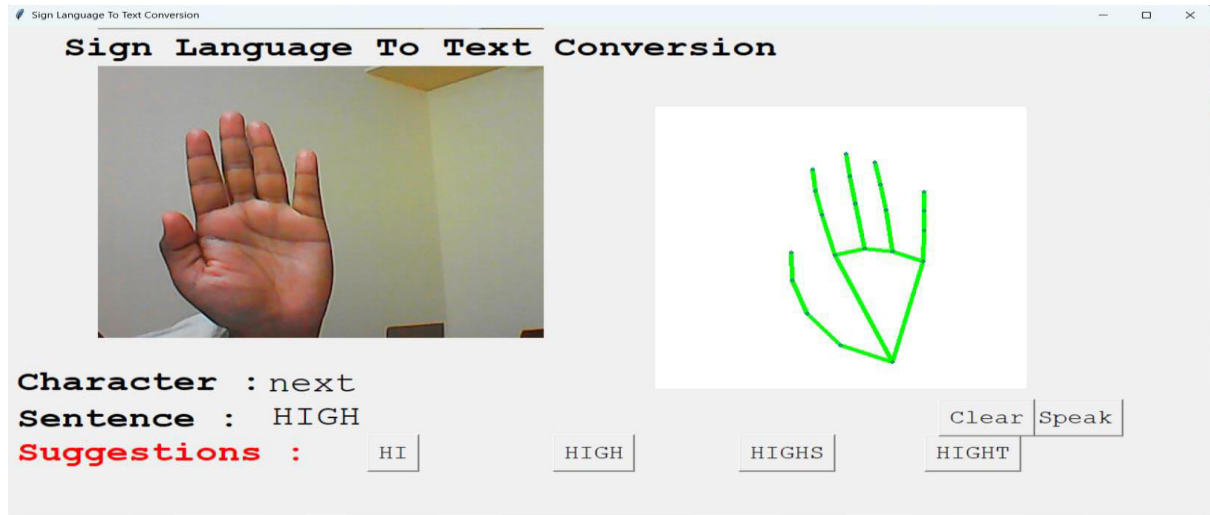 Sign Language To Text Conversion
Sign Language To Text Conversion
Character : next
Sentence : HIGH
Clear Speak
Suggestions : HI HIGH HIGHS HIGHT